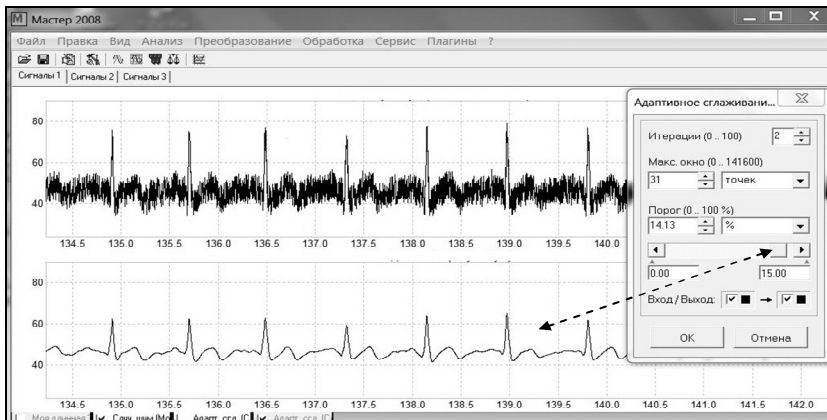 M Мастер 2008
Файл Правка Вид Анализ Преобразование Обработка Сервис Плагины ?
Сигналы 1 Сигналы 2 Сигналы 3
80
60
40
134.5 135.0 135.5 136.0 136.5 137.0 137.5 138.0 138.5 139.0 139.5 140.0
80
60
40
134.5 135.0 135.5 136.0 136.5 137.0 137.5 138.0 138.5 139.0 139.5 140.0 140.5 141.0 141.5 142.0
Адаптивное сглаживани...
Итерации (0 .. 100) 2
Макс. окно (0 .. 141600)
31 точек
Порог (0 .. 100 %)
14.13 %
0.00 15.00
Вход / Выход:
OK Отмена